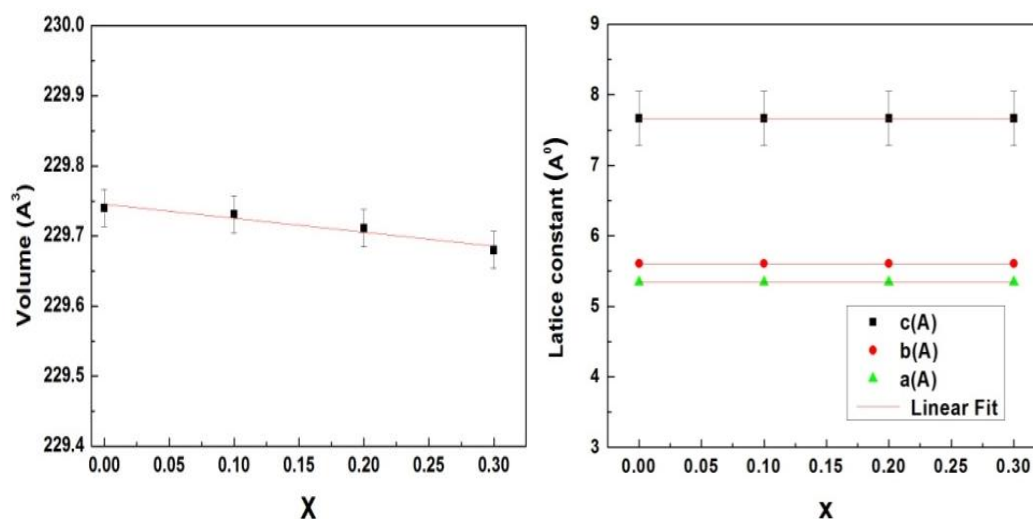 230.0
229.9
229.8
229.7
229.6
229.5
229.4
Volume (A³)
0.00 0.05 0.10 0.15 0.20 0.25 0.30
X
9
8
7
6
5
4
3
Latice constant (A⁰)
c(A)
b(A)
a(A)
Linear Fit
0.00 0.05 0.10 0.15 0.20 0.25 0.30
x